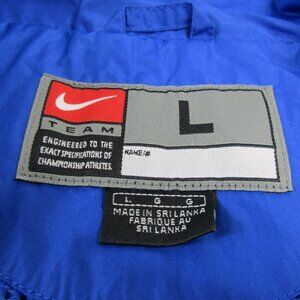 TEAM
ENGINEERED TO THE
EXACT SPECIFICATIONS OF
CHAMPIONSHIP ATHLETES.
L
NAME/#
L G G
MADE IN SRI LANKA
FABRIQUE AU
SRI LANKA